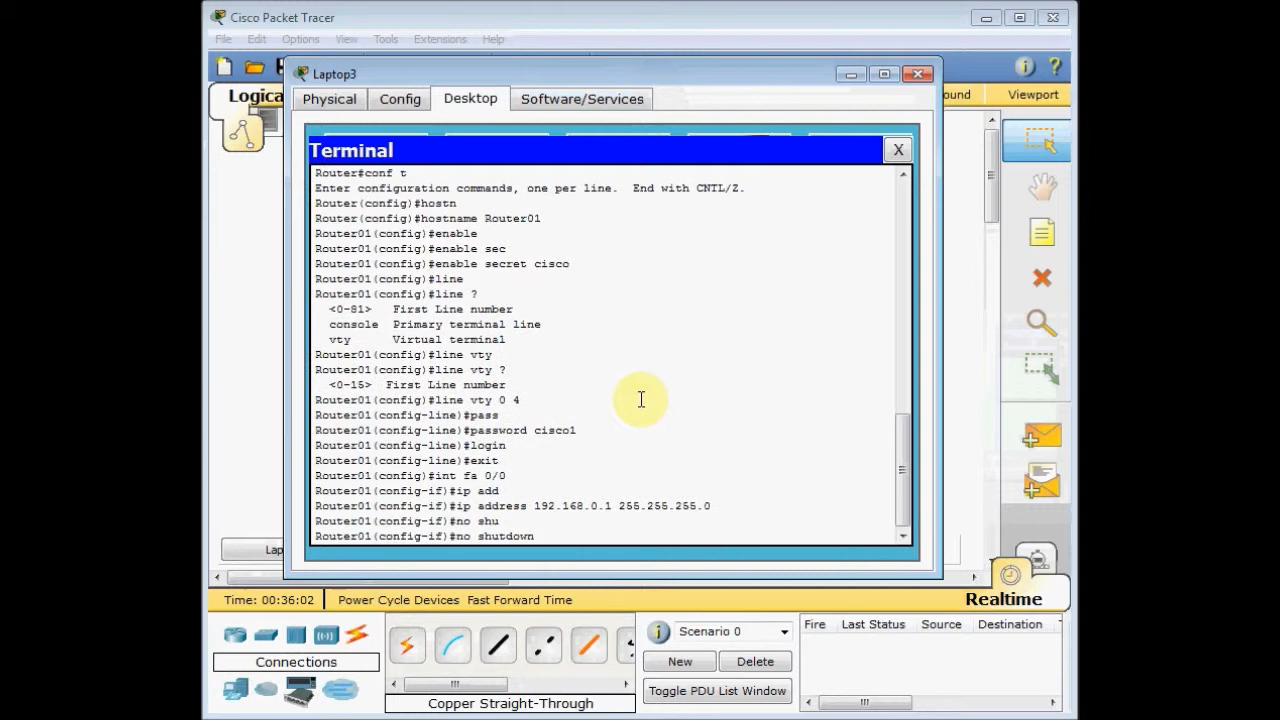 Cisco Packet Tracer
File Edit Options View Tools Extensions Help
Laptop3
Logica
ound
Viewport
Physical Config Desktop Software/Services
Terminal
X
Router#conf t
Enter configuration commands, one per line.  End with CNTL/Z.
Router(config)#hostn
Router(config)#hostname Router01
Router01(config)#enable
Router01(config)#enable sec
Router01(config)#enable secret cisco
Router01(config)#line
Router01(config)#line ?
<0-81>   First Line number
console  Primary terminal line
vty      Virtual terminal
Router01(config)#line vty
Router01(config)#line vty ?
<0-15>  First Line number
Router01(config)#line vty 0 4
Router01(config-line)#pass
Router01(config-line)#password cisco1
Router01(config-line)#login
Router01(config-line)#exit
Router01(config)#int fa 0/0
Router01(config-if)#ip add
Router01(config-if)#ip address 192.168.0.1 255.255.255.0
Router01(config-if)#no shu
Router01(config-if)#no shutdown
Lap
Time: 00:36:02
Power Cycle Devices Fast Forward Time
Realtime
Connections
Copper Straight-Through
Scenario 0
New
Delete
Toggle PDU List Window
Fire Last Status Source Destination